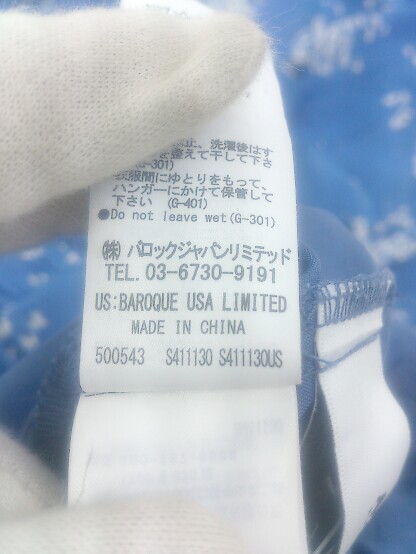 止、洗濯後はす
を整えて干して下さ
(G-301)
衣服間にゆとりをもって、
ハンガーにかけて保管して
下さい (G-401)
●Do not leave wet(G-301)
㈱ バロックジャパンリミテッド
TEL. 03-6730-9191
US:BAROQUE USA LIMITED
MADE IN CHINA
500543 S411130 S411130US